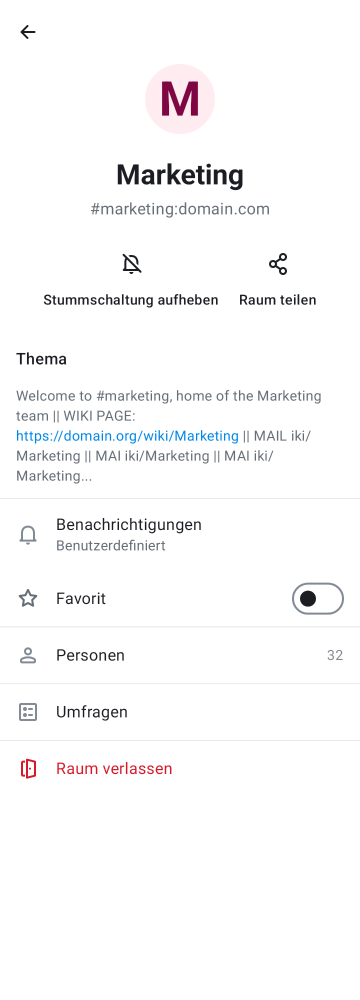 M
Marketing
#marketing:domain.com
Stummschaltung aufheben
Raum teilen
Thema
Welcome to #marketing, home of the Marketing
team || WIKI PAGE:
https://domain.org/wiki/Marketing || MAIL iki/
Marketing || MAI iki/Marketing || MAI iki/
Marketing...
Benachrichtigungen
Benutzerdefiniert
Favorit
Personen 32
Umfragen
Raum verlassen